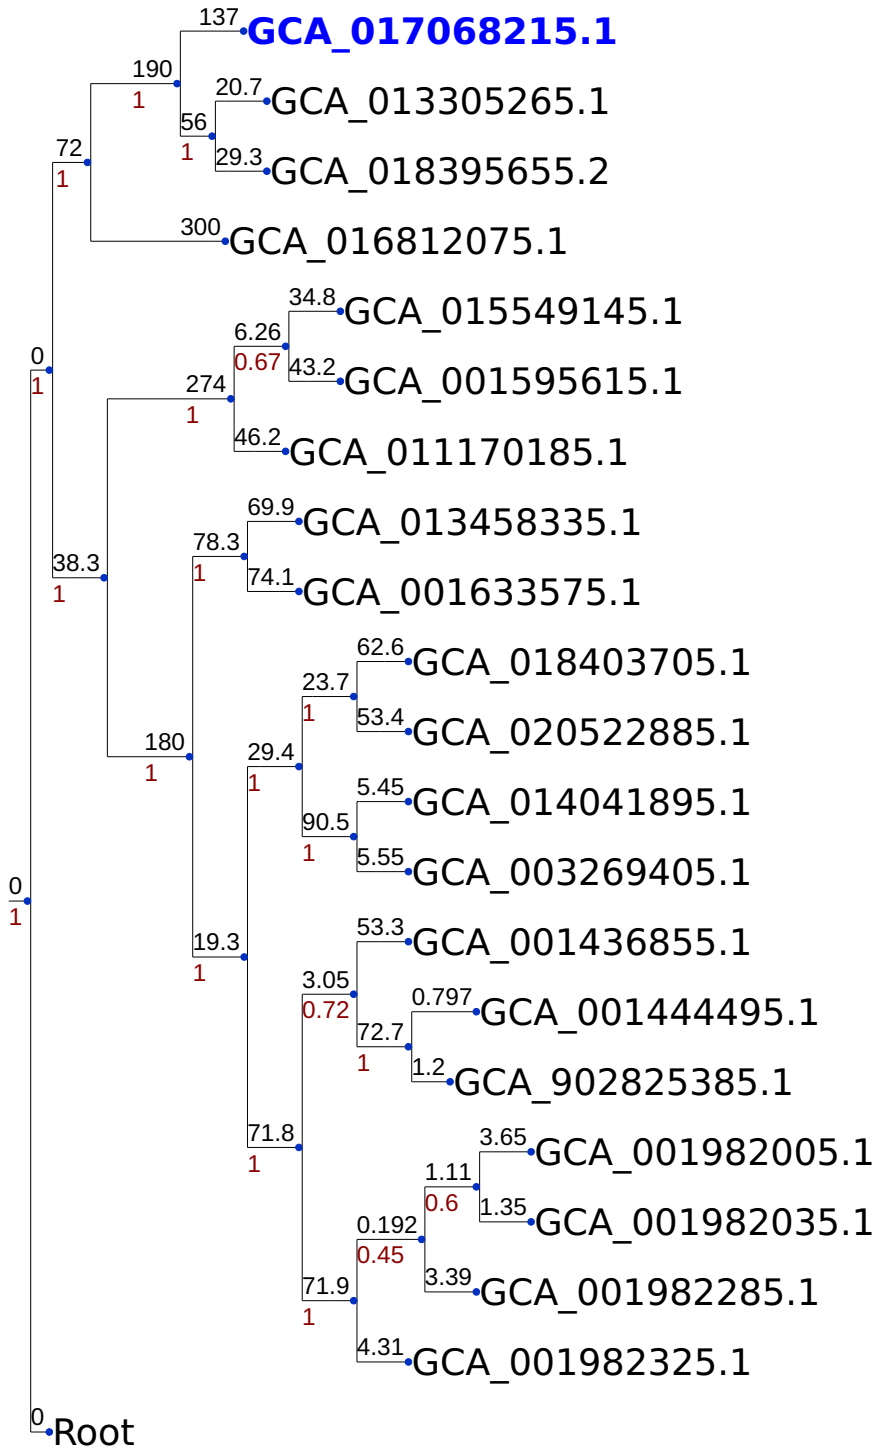 137
GCA_017068215.1
190
1
20.7
GCA_013305265.1
56
1
29.3
GCA_018395655.2
72
1
300
GCA_016812075.1
34.8
GCA_015549145.1
6.26
0.67
43.2
GCA_001595615.1
0
1
274
1
46.2
GCA_011170185.1
69.9
GCA_013458335.1
78.3
1
74.1
GCA_001633575.1
38.3
1
62.6
GCA_018403705.1
23.7
1
53.4
GCA_020522885.1
180
1
29.4
1
5.45
GCA_014041895.1
90.5
1
5.55
GCA_003269405.1
0
1
19.3
1
53.3
GCA_001436855.1
3.05
0.72
0.797
GCA_001444495.1
72.7
1
1.2
GCA_902825385.1
71.8
1
3.65
GCA_001982005.1
1.11
0.6
1.35
GCA_001982035.1
0.192
0.45
3.39
GCA_001982285.1
71.9
1
4.31
GCA_001982325.1
0
Root